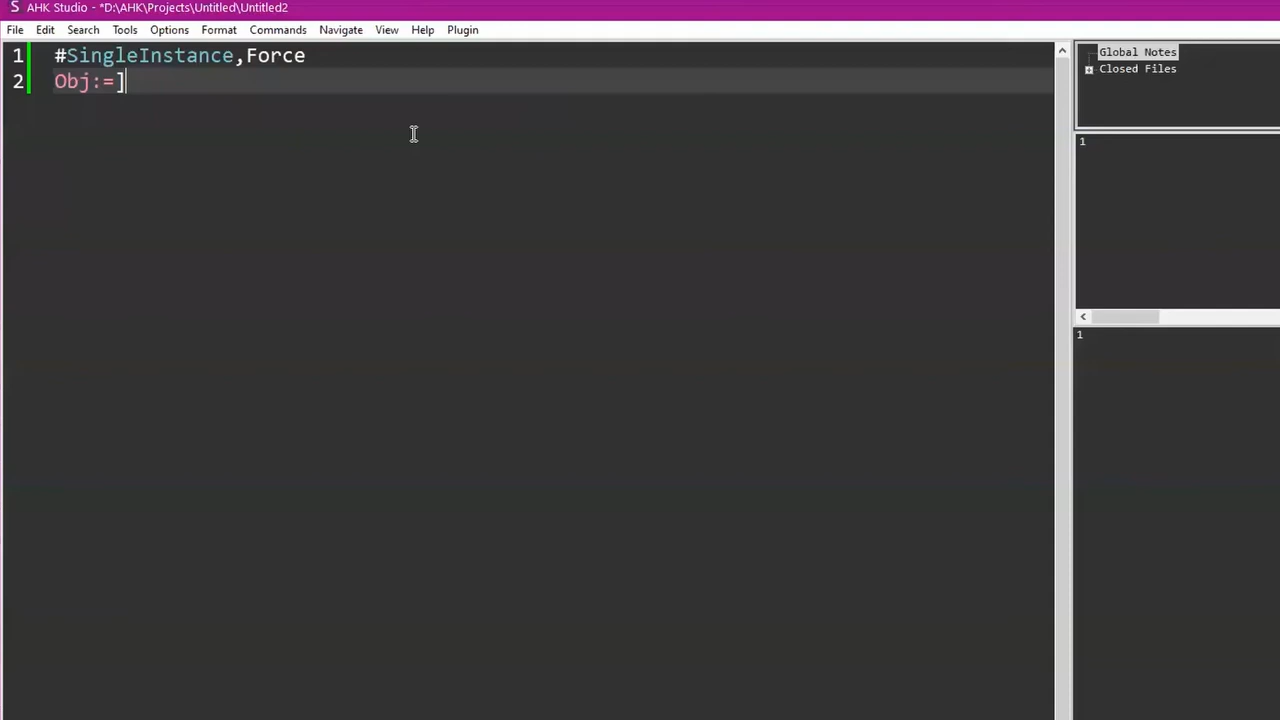 S AHK Studio - *D:\AHK\Projects\Untitled\Untitled2
File Edit Search Tools Options Format Commands Navigate View Help Plugin
1 #SingleInstance,Force
2 Obj:=]
Global Notes
Closed Files
1
1